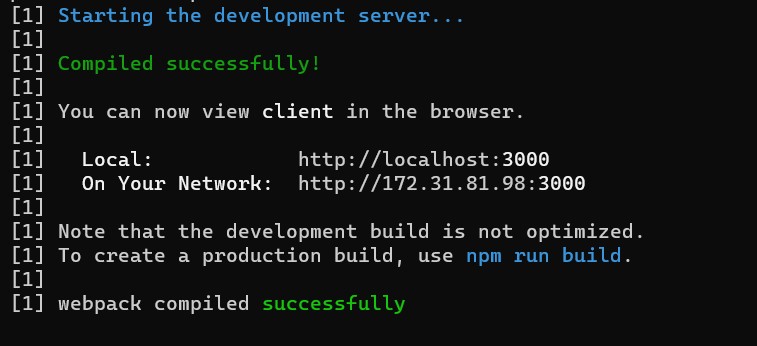 [1] Starting the development server...
[1]
[1] Compiled successfully!
[1]
[1] You can now view client in the browser.
[1]
[1]   Local:            http://localhost:3000
[1]   On Your Network:  http://172.31.81.98:3000
[1]
[1] Note that the development build is not optimized.
[1] To create a production build, use npm run build.
[1]
[1] webpack compiled successfully